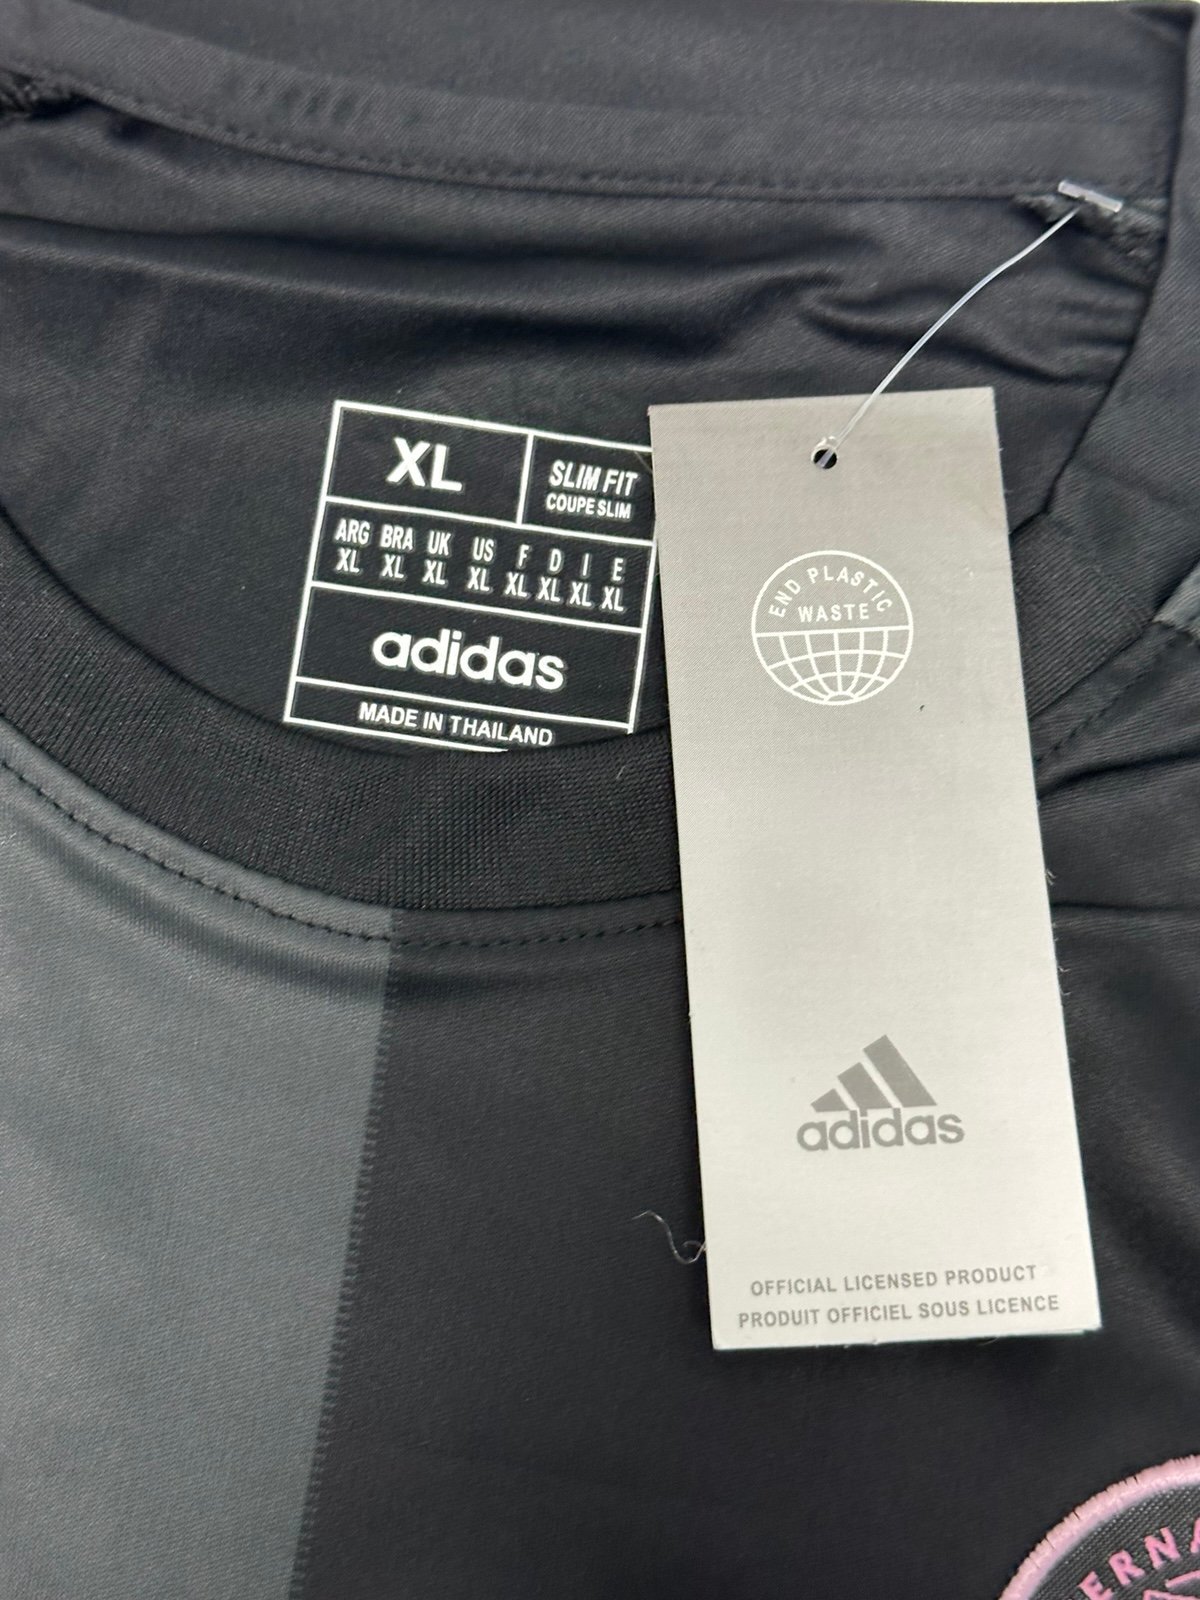 XL
SLIM FIT
COUPE SLIM
ARG BRA UK US F D I E
XL XL XL XL XL XL XL XL
adidas
MADE IN THAILAND
END PLASTIC
WASTE
adidas
OFFICIAL LICENSED PRODUCT
PRODUIT OFFICIEL SOUS LICENCE